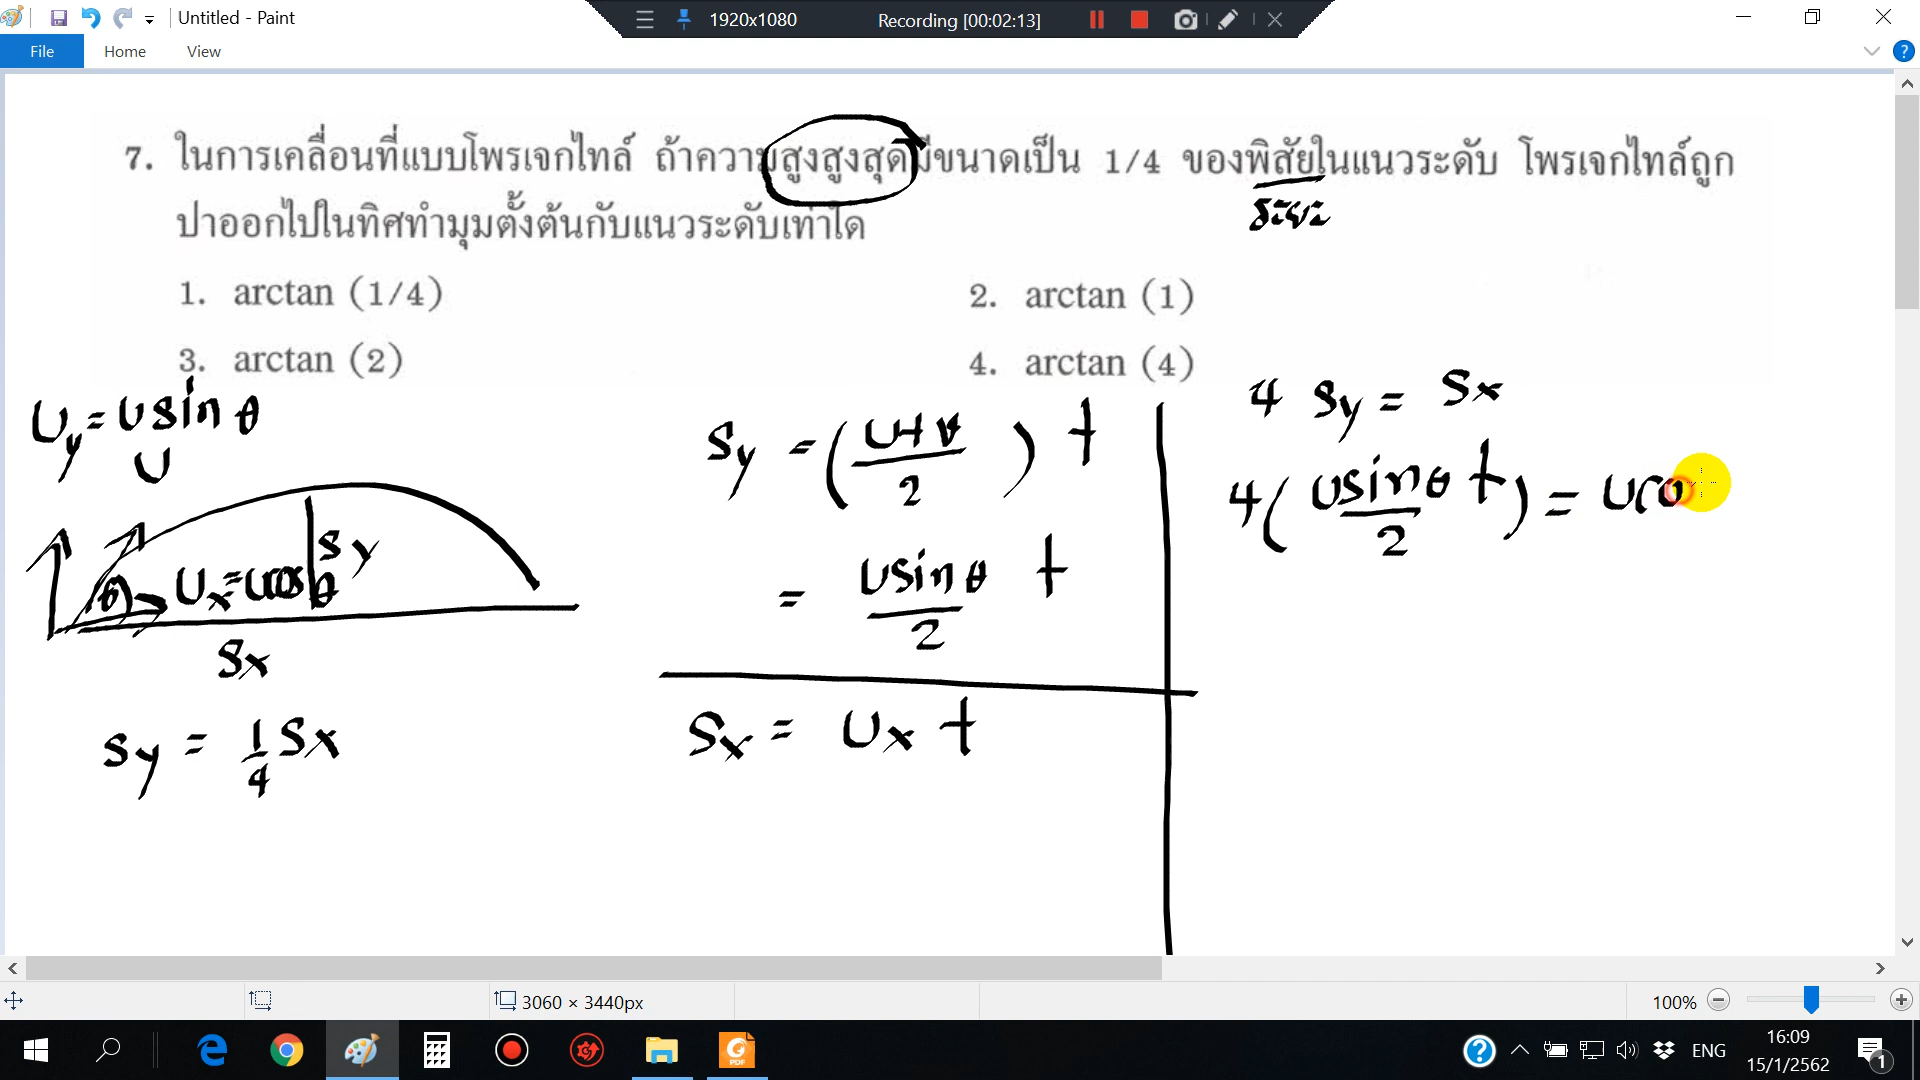 Untitled - Paint
1920x1080
Recording [00:02:13]
File Home View
7. ในการเคลื่อนที่แบบโพรเจกไทล์ ถ้าความสูงสูงสุดมีขนาดเป็น 1/4 ของพิสัยในแนวระดับ โพรเจกไทล์ถูก
ระยะ
ปาออกไปในทิศทำมุมตั้งต้นกับแนวระดับเท่าใด
1. arctan (1/4)
2. arctan (1)
3. arctan (2)
4. arctan (4)
Uy = U sin θ
U
θ
Ux = ucos θ
Sy
Sx
Sy = 1/4 Sx
Sy = (u+v/2) t
= usinθ/2 t
Sx = Ux t
4 Sy = Sx
4(usinθ/2 t) = uco
3060 × 3440px
100%
ENG
16:09
15/1/2562
1